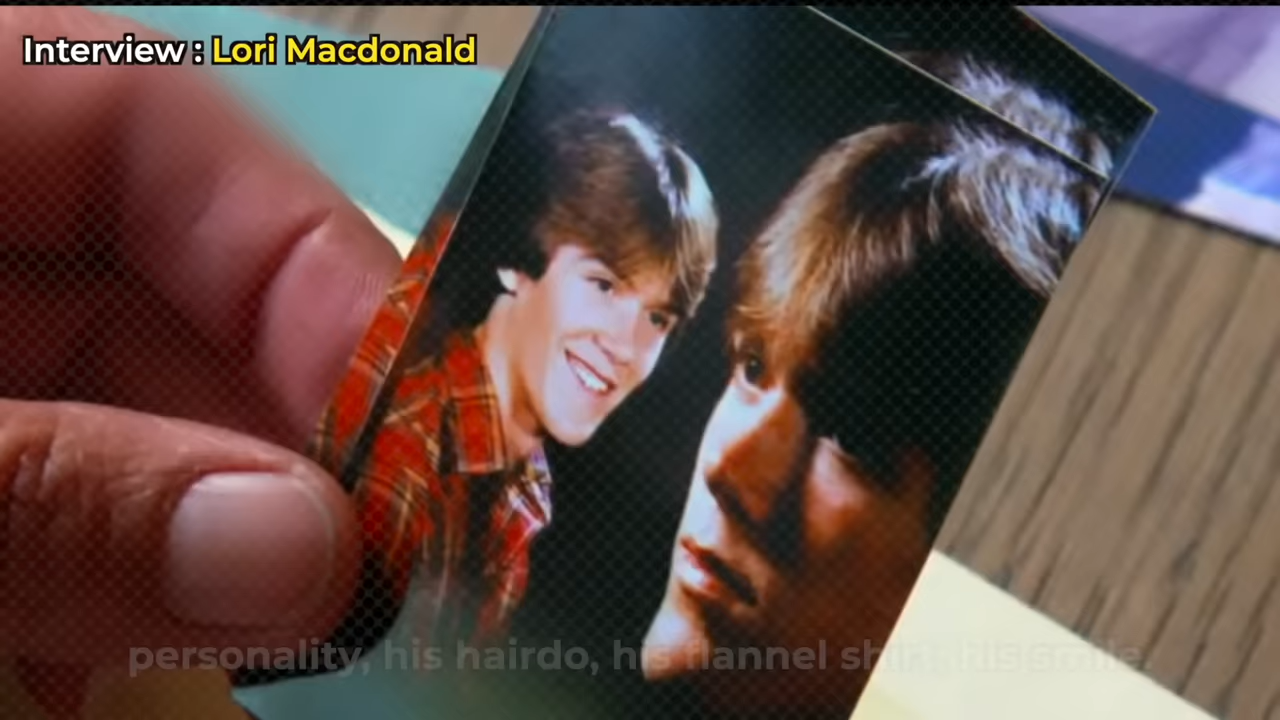 Interview : Lori Macdonald
personality, his hairdo, his flannel shirt, his smile.